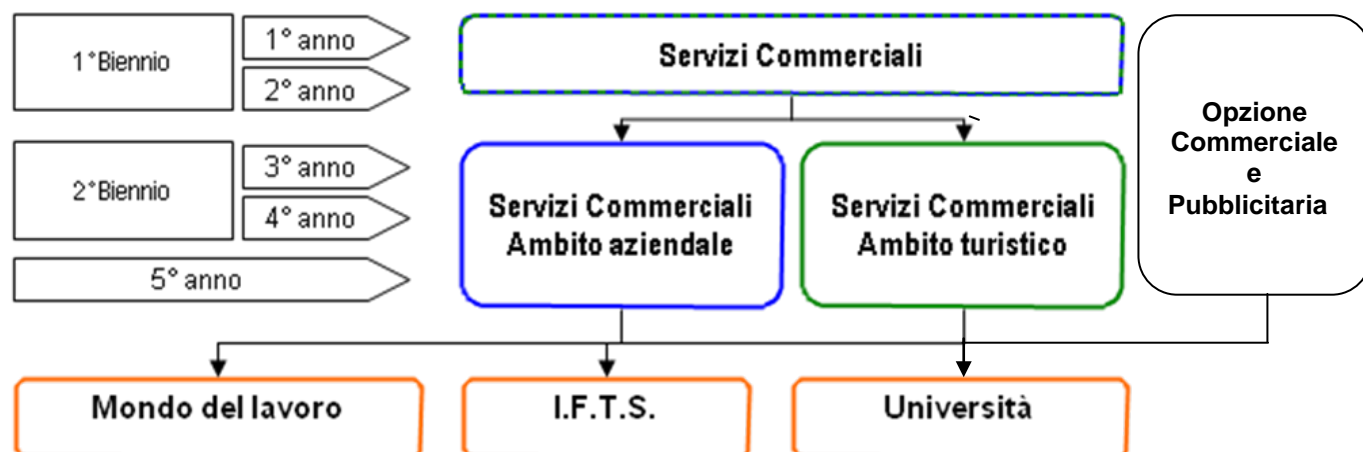 1°Biennio
1° anno
2° anno
Servizi Commerciali
2°Biennio
3° anno
4° anno
5° anno
Servizi Commerciali
Ambito aziendale
Servizi Commerciali
Ambito turistico
Opzione
Commerciale
e
Pubblicitaria
Mondo del lavoro
I.F.T.S.
Università